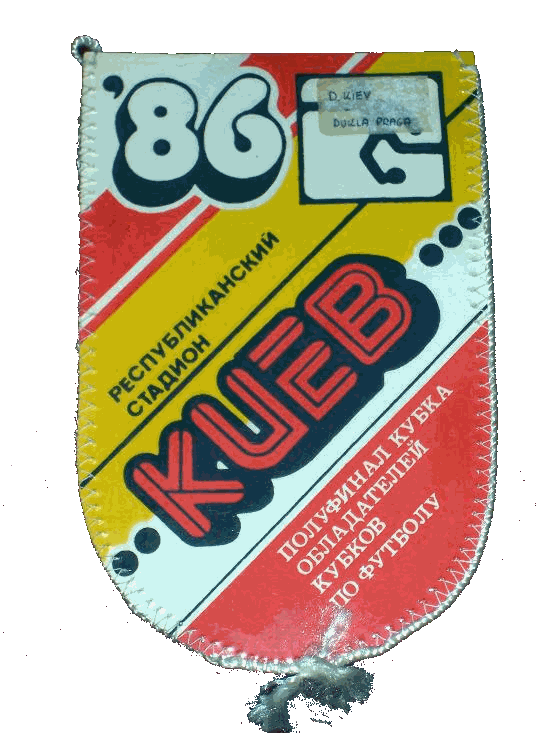 '86
D. KIEV
DUKLA PRAGA
РЕСПУБЛИКАНСКИЙ
СТАДИОН
КИЕВ
ПОЛУФИНАЛ КУБКА
ОБЛАДАТЕЛЕЙ
КУБКОВ
ПО ФУТБОЛУ